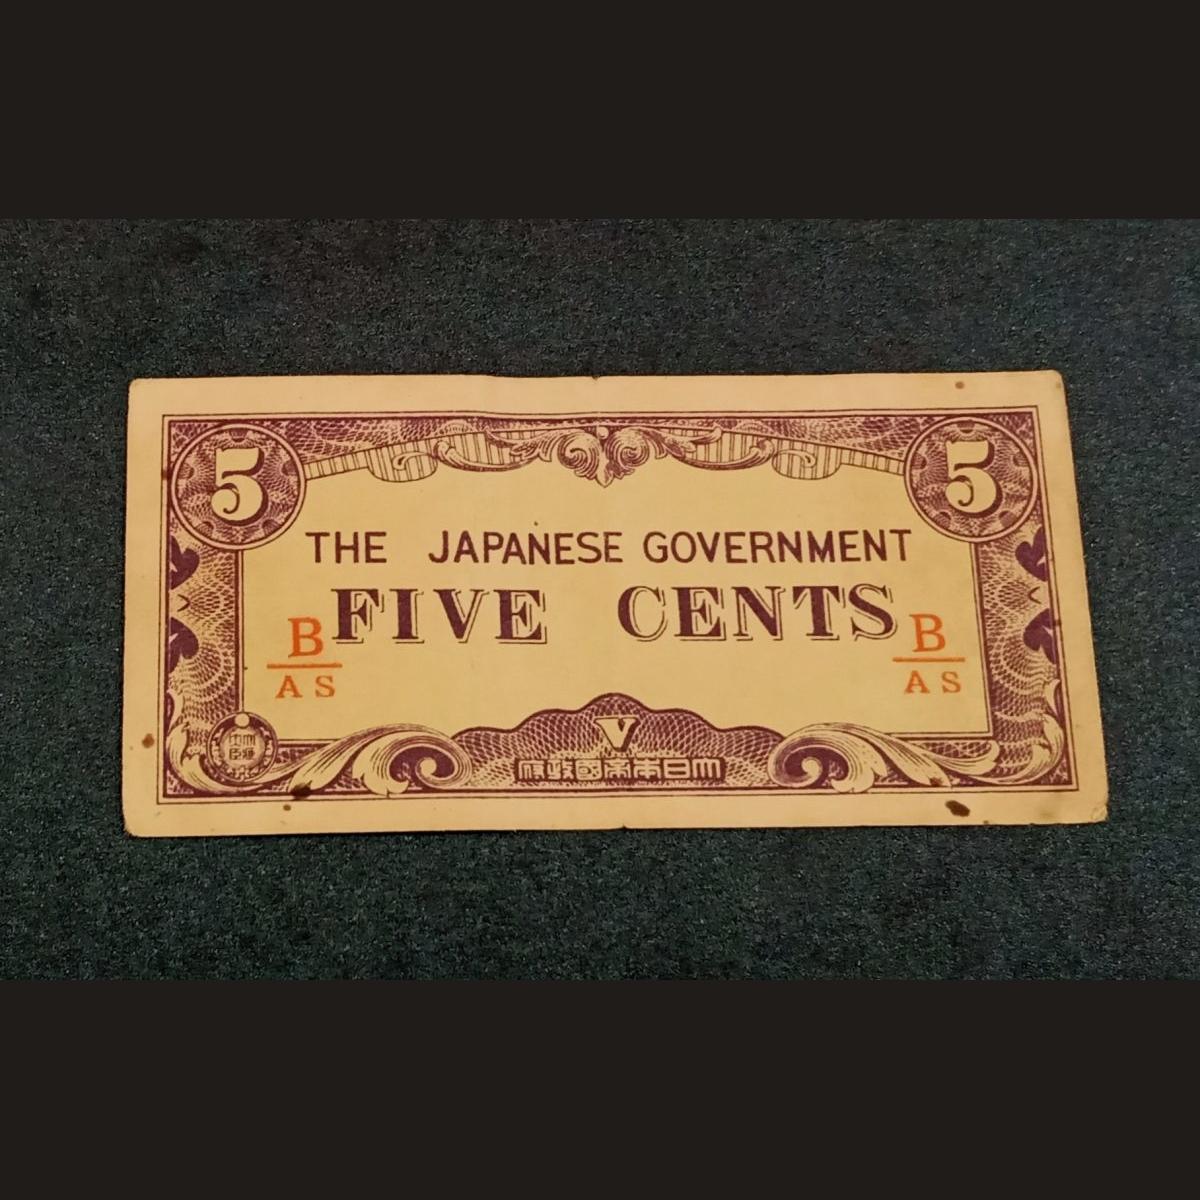 5 5
THE JAPANESE GOVERNMENT
FIVE CENTS
B B
AS AS
V
府政國帝本日大